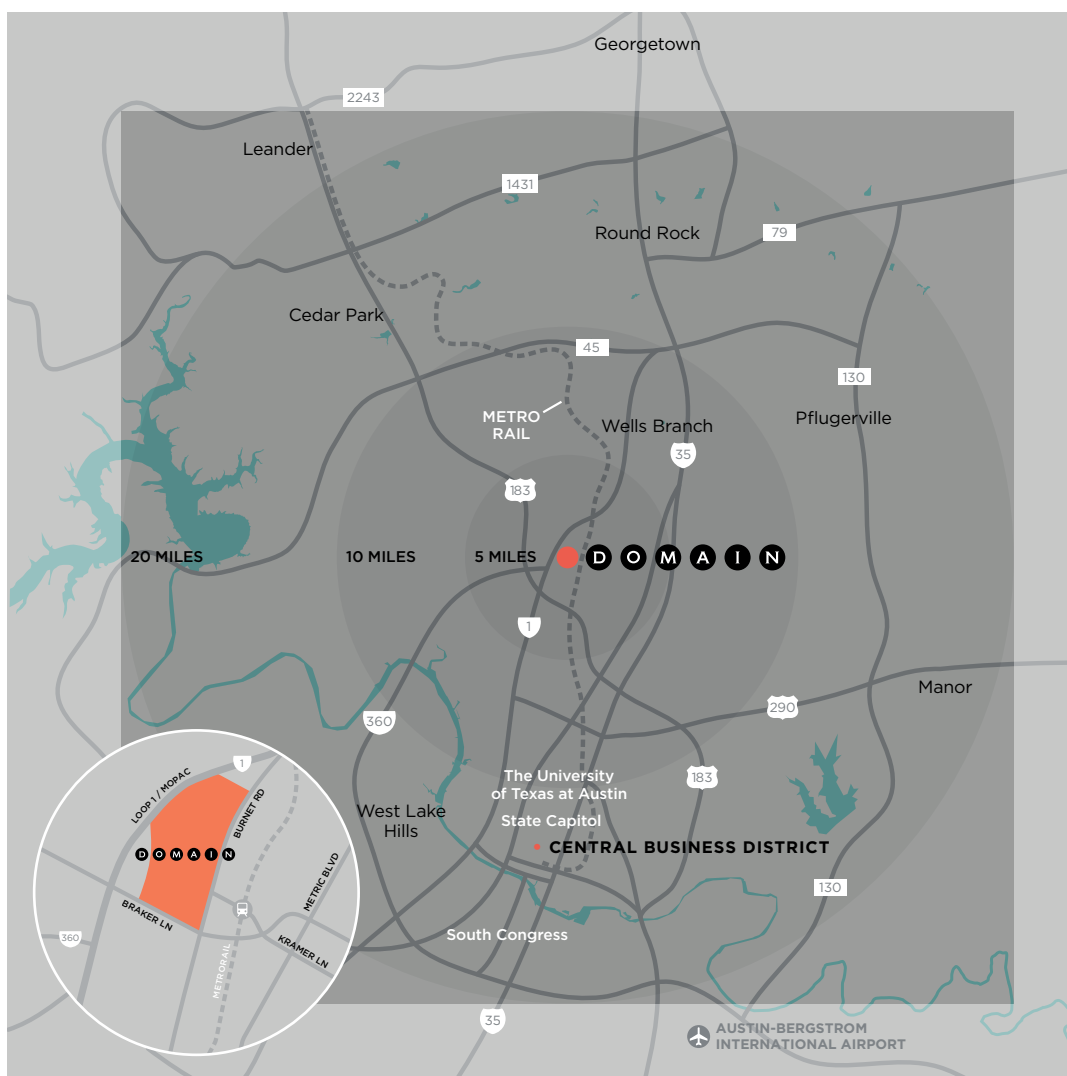 Georgetown
2243
Leander
1431
Round Rock
79
Cedar Park
45
130
METRO
RAIL
Wells Branch
Pflugerville
35
183
20 MILES
10 MILES
5 MILES
DOMAIN
1
Manor
360
290
The University
of Texas at Austin
183
West Lake
Hills
State Capitol
CENTRAL BUSINESS DISTRICT
130
South Congress
35
AUSTIN-BERGSTROM
INTERNATIONAL AIRPORT
1
LOOP 1 / MOPAC
BURNET RD
DOMAIN
METRIC BLVD
BRAKER LN
360
KRAMER LN
METRORAIL